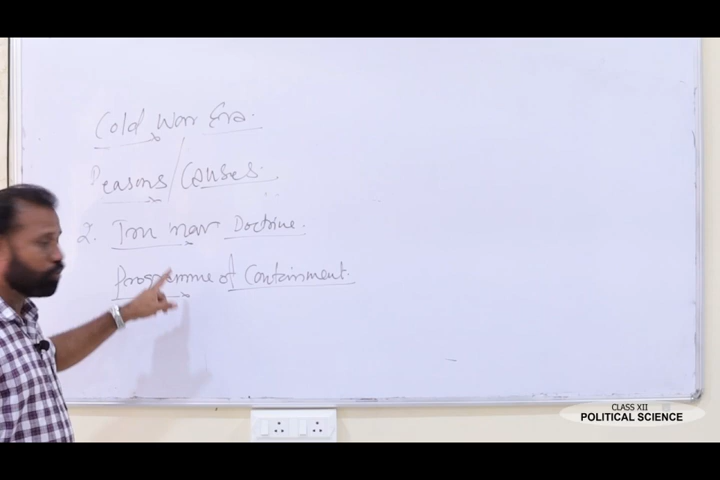 Cold War Era.
Reasons/Causes.
2. Truman Doctrine.
Programme of Containment.
CLASS XII
POLITICAL SCIENCE